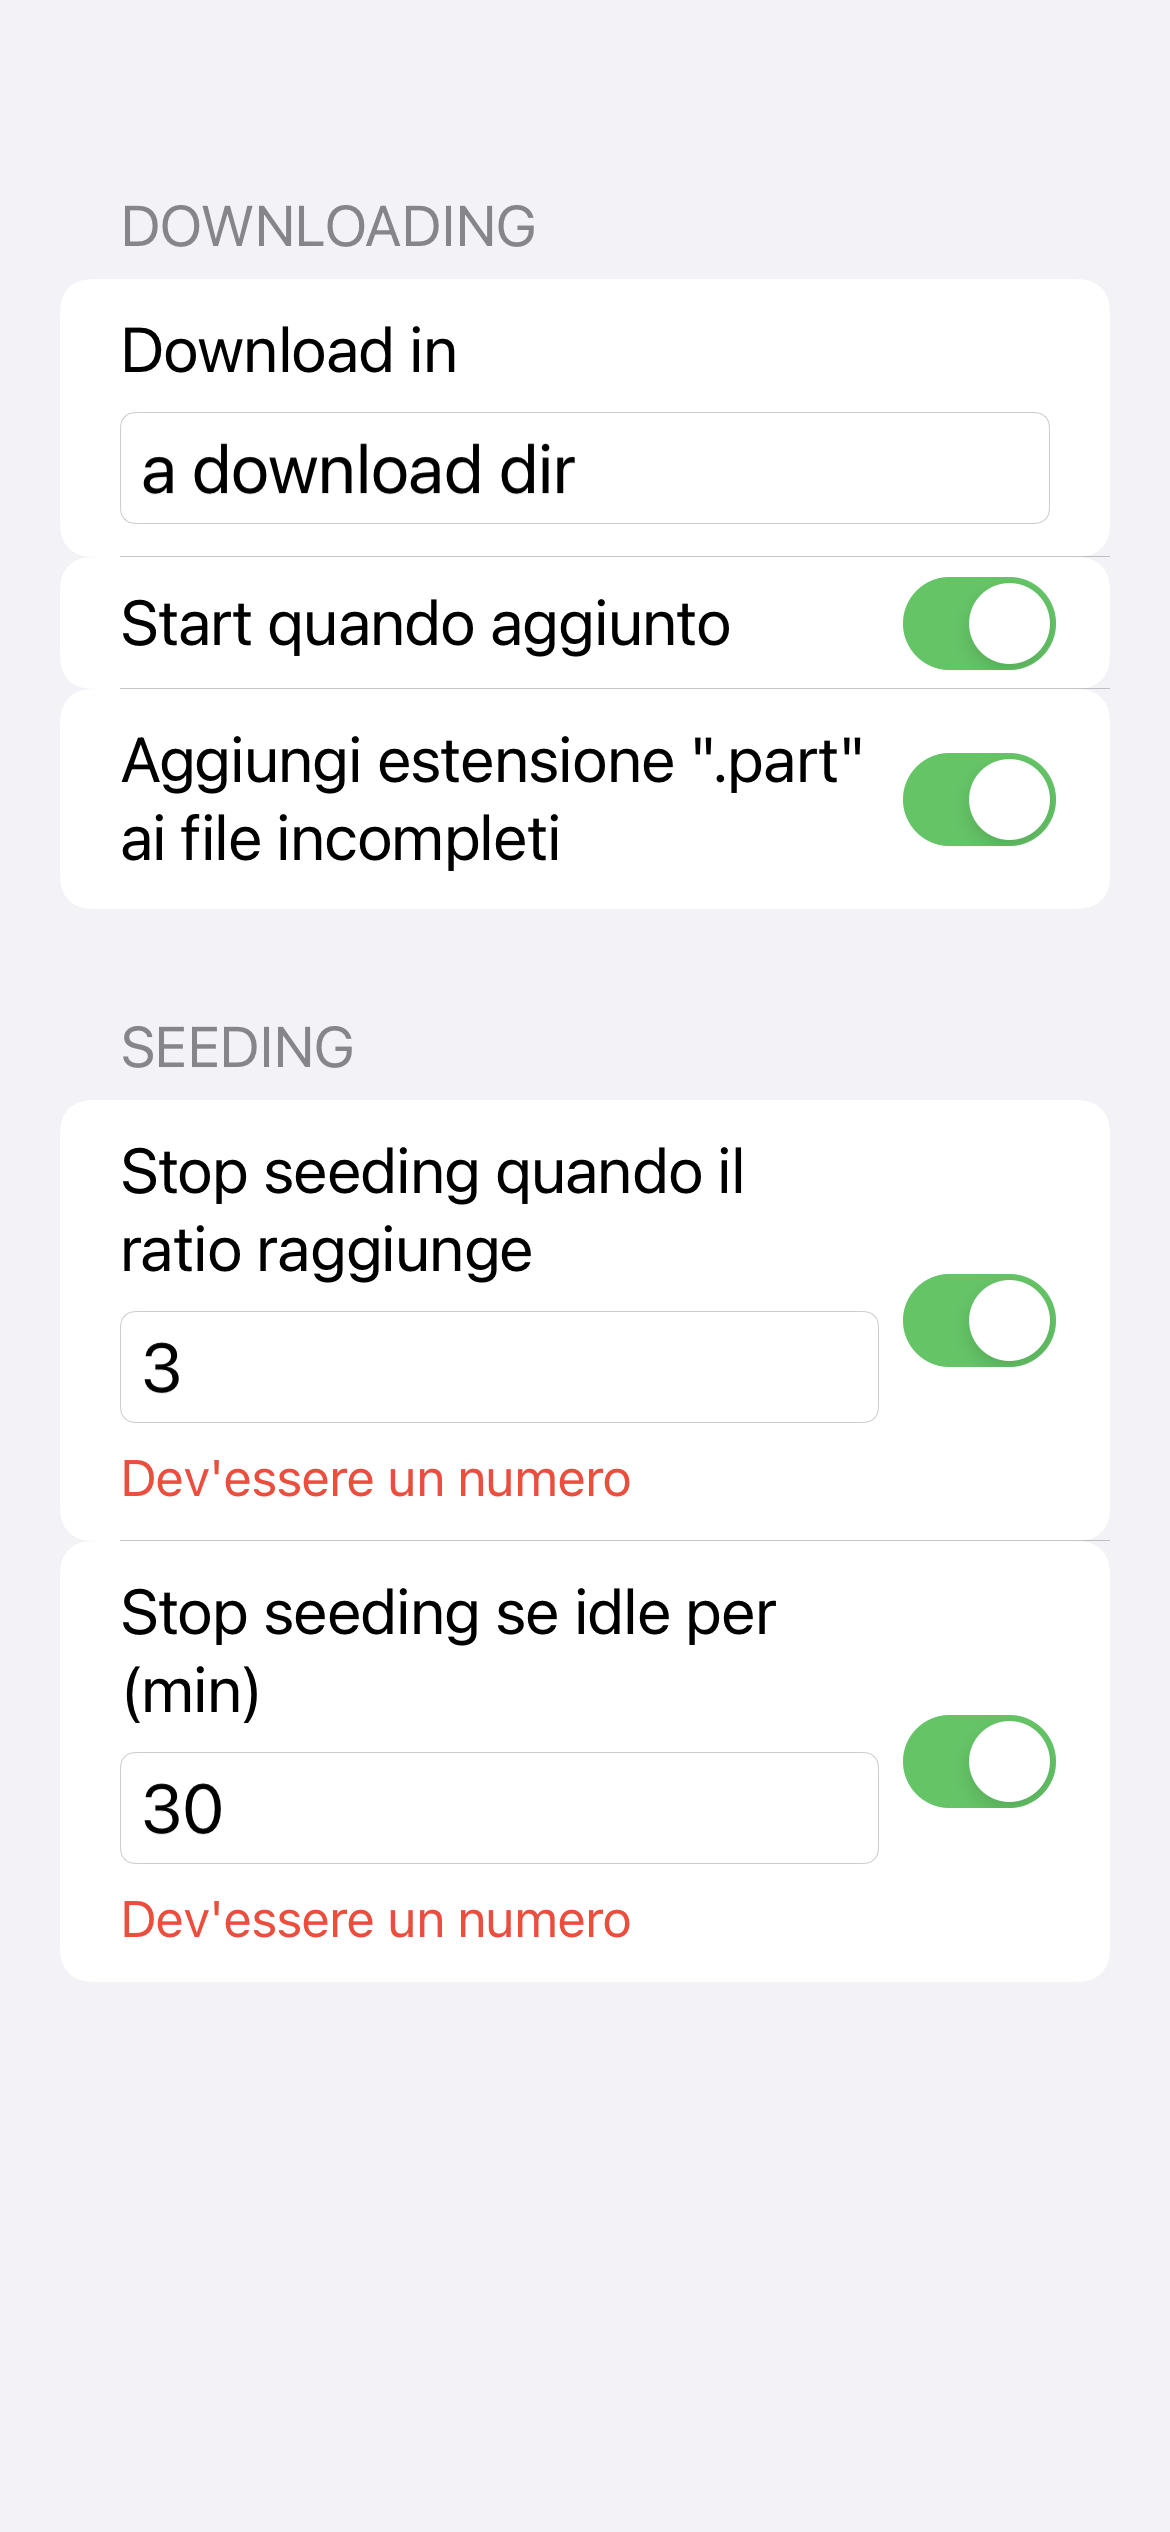 DOWNLOADING
Download in
a download dir
Start quando aggiunto
Aggiungi estensione ".part"
ai file incompleti
SEEDING
Stop seeding quando il
ratio raggiunge
3
Dev'essere un numero
Stop seeding se idle per
(min)
30
Dev'essere un numero